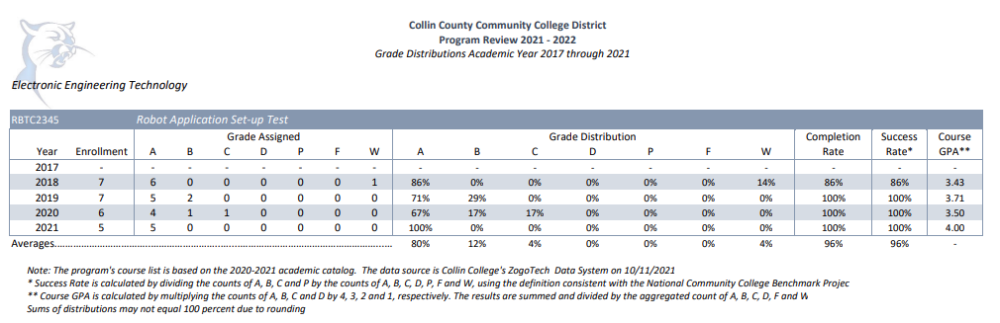 Collin County Community College District
Program Review 2021 - 2022
Grade Distributions Academic Year 2017 through 2021
Electronic Engineering Technology
RBTC2345 Robot Application Set-up Test
Grade Assigned Grade Distribution Completion Success Course
Year Enrollment A B C D P F W A B C D P F W Rate Rate* GPA**
2017 - - - - - - - - - - - - - - - - - -
2018 7 6 0 0 0 0 0 1 86% 0% 0% 0% 0% 0% 14% 86% 86% 3.43
2019 7 5 2 0 0 0 0 0 71% 29% 0% 0% 0% 0% 0% 100% 100% 3.71
2020 6 4 1 1 0 0 0 0 67% 17% 17% 0% 0% 0% 0% 100% 100% 3.50
2021 5 5 0 0 0 0 0 0 100% 0% 0% 0% 0% 0% 0% 100% 100% 4.00
Averages........................................................................................................ 80% 12% 4% 0% 0% 0% 4% 96% 96% -
Note: The program's course list is based on the 2020-2021 academic catalog. The data source is Collin College's ZogoTech Data System on 10/11/2021
* Success Rate is calculated by dividing the counts of A, B, C and P by the counts of A, B, C, D, P, F and W, using the definition consistent with the National Community College Benchmark Projec
** Course GPA is calculated by multiplying the counts of A, B, C and D by 4, 3, 2 and 1, respectively. The results are summed and divided by the aggregated count of A, B, C, D, F and W
Sums of distributions may not equal 100 percent due to rounding